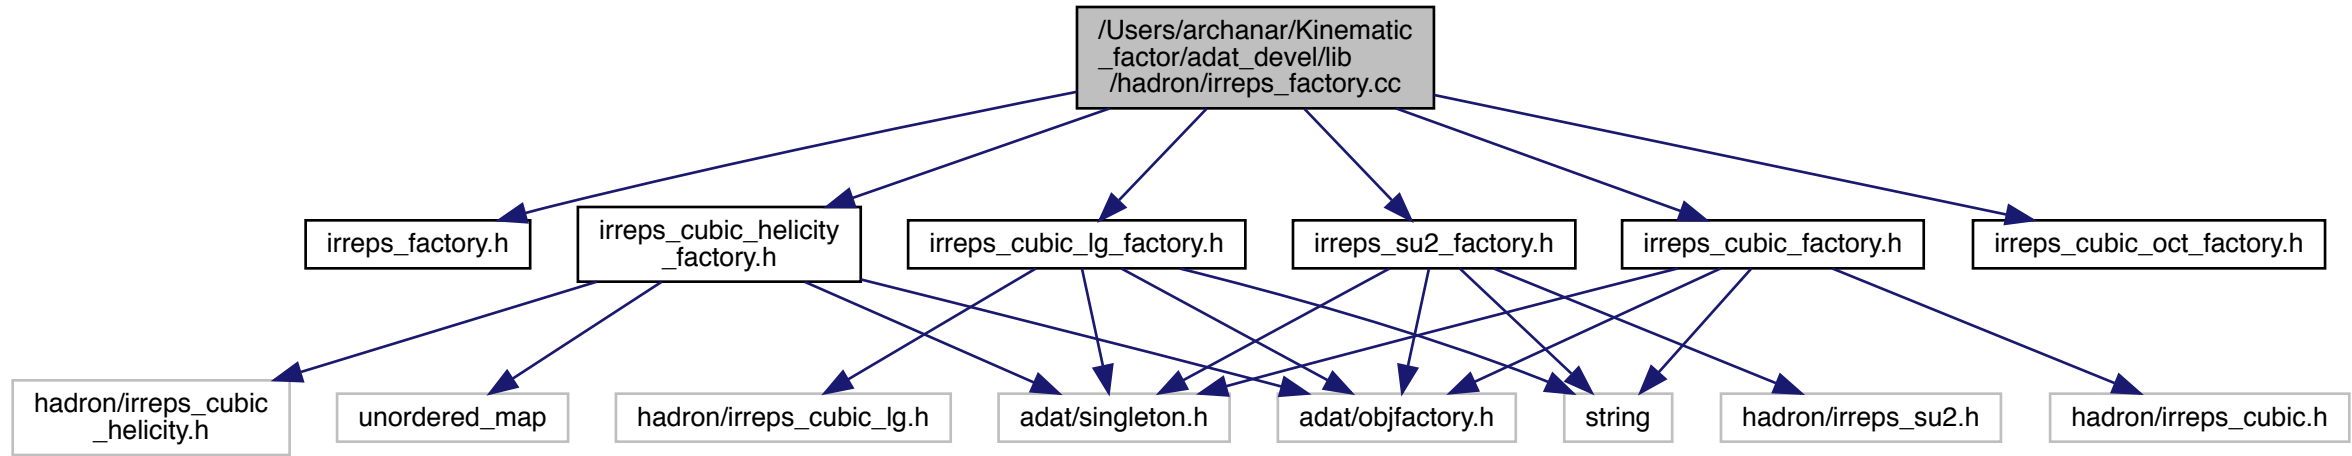 /Users/archanar/Kinematic
_factor/adat_devel/lib
/hadron/irreps_factory.cc
irreps_factory.h
irreps_cubic_helicity
_factory.h
irreps_cubic_lg_factory.h
irreps_su2_factory.h
irreps_cubic_factory.h
irreps_cubic_oct_factory.h
hadron/irreps_cubic
_helicity.h
unordered_map
hadron/irreps_cubic_lg.h
adat/singleton.h
adat/objfactory.h
string
hadron/irreps_su2.h
hadron/irreps_cubic.h